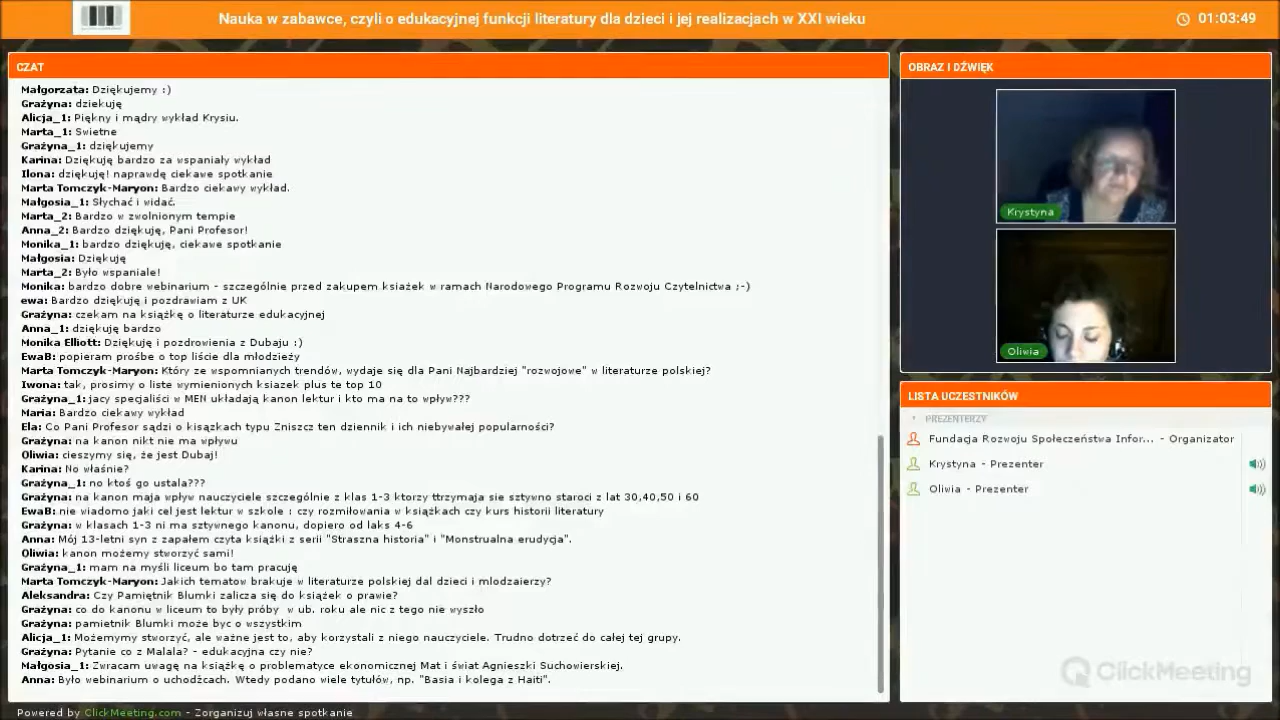 Nauka w zabawce, czyli o edukacyjnej funkcji literatury dla dzieci i jej realizacjach w XXI wieku
01:03:49
CZAT
Małgorzata: Dziękujemy :)
Grażyna: dziekuję
Alicja_1: Piękny i mądry wykład Krysiu.
Marta_1: Swietne
Grażyna_1: dziękujemy
Karina: Dziękuję bardzo za wspaniały wykład
Ilona: dziękuję! naprawdę ciekawe spotkanie
Marta Tomczyk-Maryon: Bardzo ciekawy wykład.
Małgosia_1: Słychać i widać.
Marta_2: Bardzo w zwolnionym tempie
Anna_2: Bardzo dziękuję, Pani Profesor!
Monika_1: bardzo dziękuję, ciekawe spotkanie
Małgosia: Dziękuję
Marta_2: Było wspaniale!
Monika: bardzo dobre webinarium - szczególnie przed zakupem ksiażek w ramach Narodowego Programu Rozwoju Czytelnictwa ;-)
ewa: Bardzo dziękuję i pozdrawiam z UK
Grażyna: czekam na książkę o literaturze edukacyjnej
Anna_1: dziękuję bardzo
Monika Elliott: Dziękuję i pozdrowienia z Dubaju :)
EwaB: popieram prośbe o top liście dla młodzieży
Marta Tomczyk-Maryon: Który ze wspomnianych trendów, wydaje się dla Pani Najbardziej "rozwojowe" w literaturze polskiej?
Iwona: tak, prosimy o liste wymienionych ksiazek plus te top 10
Grażyna_1: jacy specjaliści w MEN układają kanon lektur i kto ma na to wpływ???
Maria: Bardzo ciekawy wykład
Ela: Co Pani Profesor sądzi o kisązkach typu Zniszcz ten dziennik i ich niebywałej popularności?
Grażyna: na kanon nikt nie ma wpływu
Oliwia: cieszymy się, że jest Dubaj!
Karina: No właśnie?
Grażyna_1: no ktoś go ustala???
Grażyna: na kanon maja wpływ nauczyciele szczególnie z klas 1-3 ktorzy ttrzymaja sie sztywno staroci z lat 30,40,50 i 60
EwaB: nie wiadomo jaki cel jest lektur w szkole : czy rozmiłowania w książkach czy kurs historii literatury
Grażyna: w klasach 1-3 ni ma sztywnego kanonu, dopiero od laks 4-6
Anna: Mój 13-letni syn z zapałem czyta książki z serii "Straszna historia" i "Monstrualna erudycja".
Oliwia: kanon możemy stworzyć sami!
Grażyna_1: mam na myśli liceum bo tam pracuję
Marta Tomczyk-Maryon: Jakich tematow brakuje w literaturze polskiej dal dzieci i mlodzaierzy?
Aleksandra: Czy Pamiętnik Blumki zalicza się do książek o prawie?
Grażyna: co do kanonu w liceum to były próby w ub. roku ale nic z tego nie wyszło
Grażyna: pamietnik Blumki może byc o wszystkim
Alicja_1: Możemymy stworzyć, ale ważne jest to, aby korzystali z niego nauczyciele. Trudno dotrzeć do całej tej grupy.
Grażyna: Pytanie co z Malala? - edukacyjna czy nie?
Małgosia_1: Zwracam uwagę na książkę o problematyce ekonomicznej Mat i świat Agnieszki Suchowierskiej.
Anna: Było webinarium o uchodżcach. Wtedy podano wiele tytułów, np. "Basia i kolega z Haiti".
Powered by ClickMeeting.com - Zorganizuj własne spotkanie
OBRAZ I DŹWIĘK
Krystyna
Oliwia
LISTA UCZESTNIKÓW
PREZENTERZY
Fundacja Rozwoju Społeczeństwa Infor... - Organizator
Krystyna - Prezenter
Oliwia - Prezenter
ClickMeeting